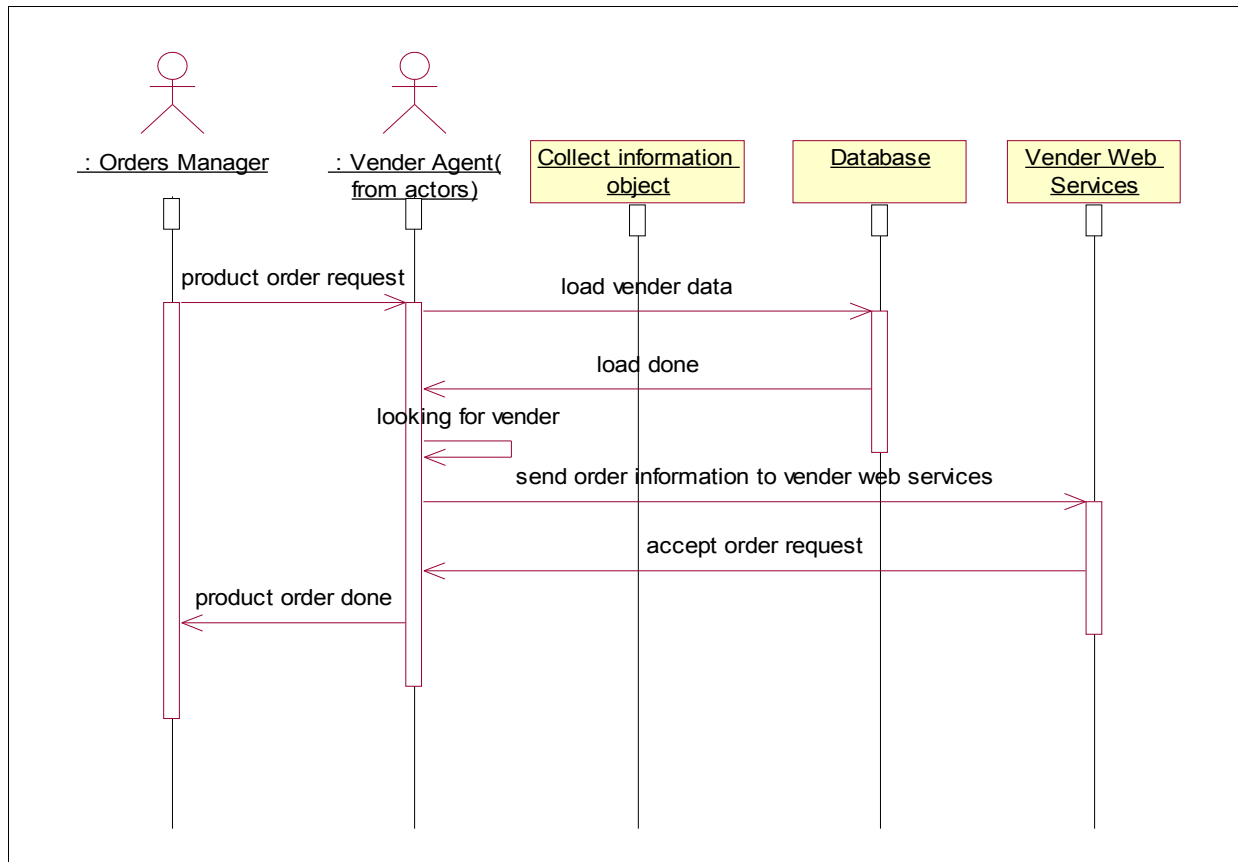 : Orders Manager
: Vender Agent(
from actors)
Collect information
object
Database
Vender Web
Services
product order request
load vender data
load done
looking for vender
send order information to vender web services
accept order request
product order done